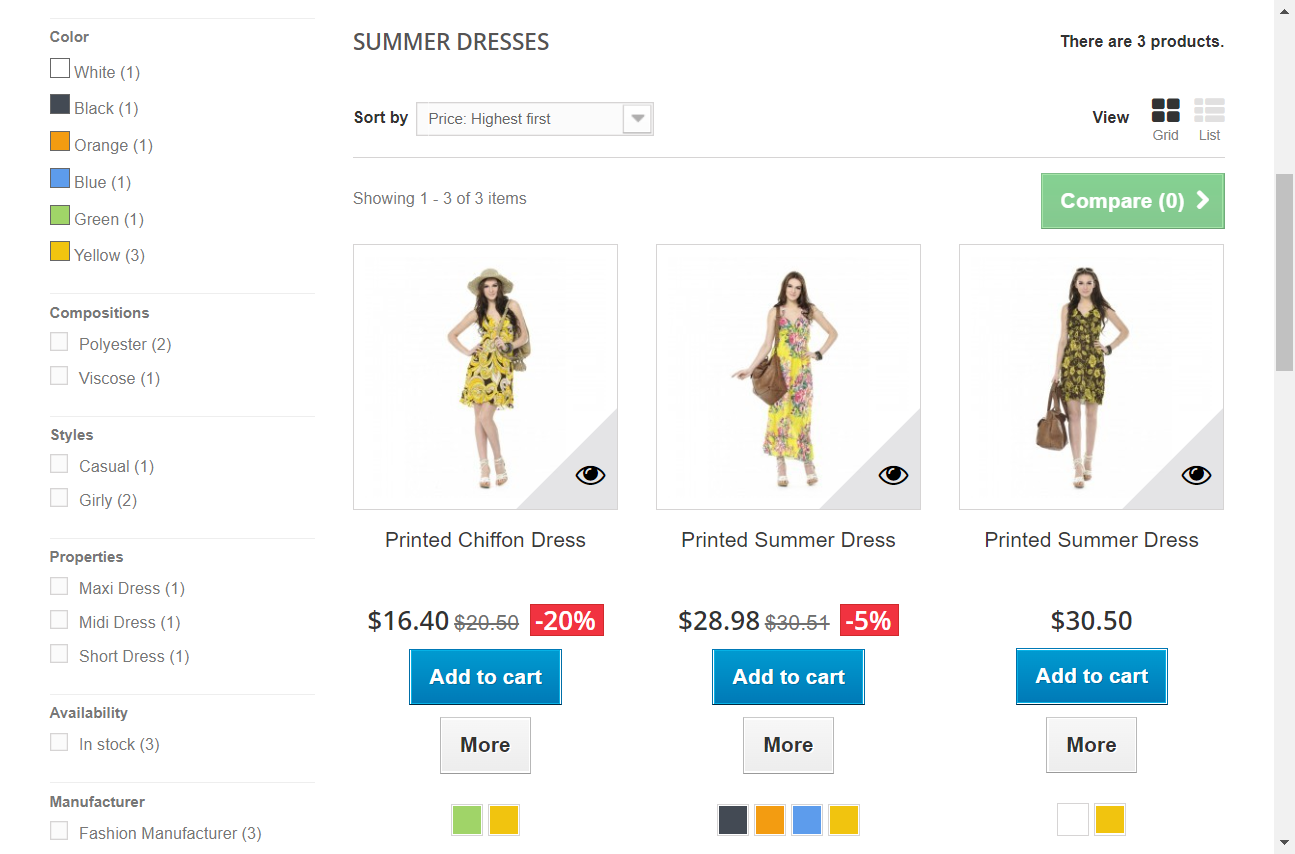 Color
White (1)
Black (1)
Orange (1)
Blue (1)
Green (1)
Yellow (3)
Compositions
Polyester (2)
Viscose (1)
Styles
Casual (1)
Girly (2)
Properties
Maxi Dress (1)
Midi Dress (1)
Short Dress (1)
Availability
In stock (3)
Manufacturer
Fashion Manufacturer (3)
SUMMER DRESSES
There are 3 products.
Sort by Price: Highest first
View Grid List
Showing 1 - 3 of 3 items
Compare (0)
Printed Chiffon Dress
$16.40 $20.50 -20%
Add to cart
More
Printed Summer Dress
$28.98 $30.51 -5%
Add to cart
More
Printed Summer Dress
$30.50
Add to cart
More